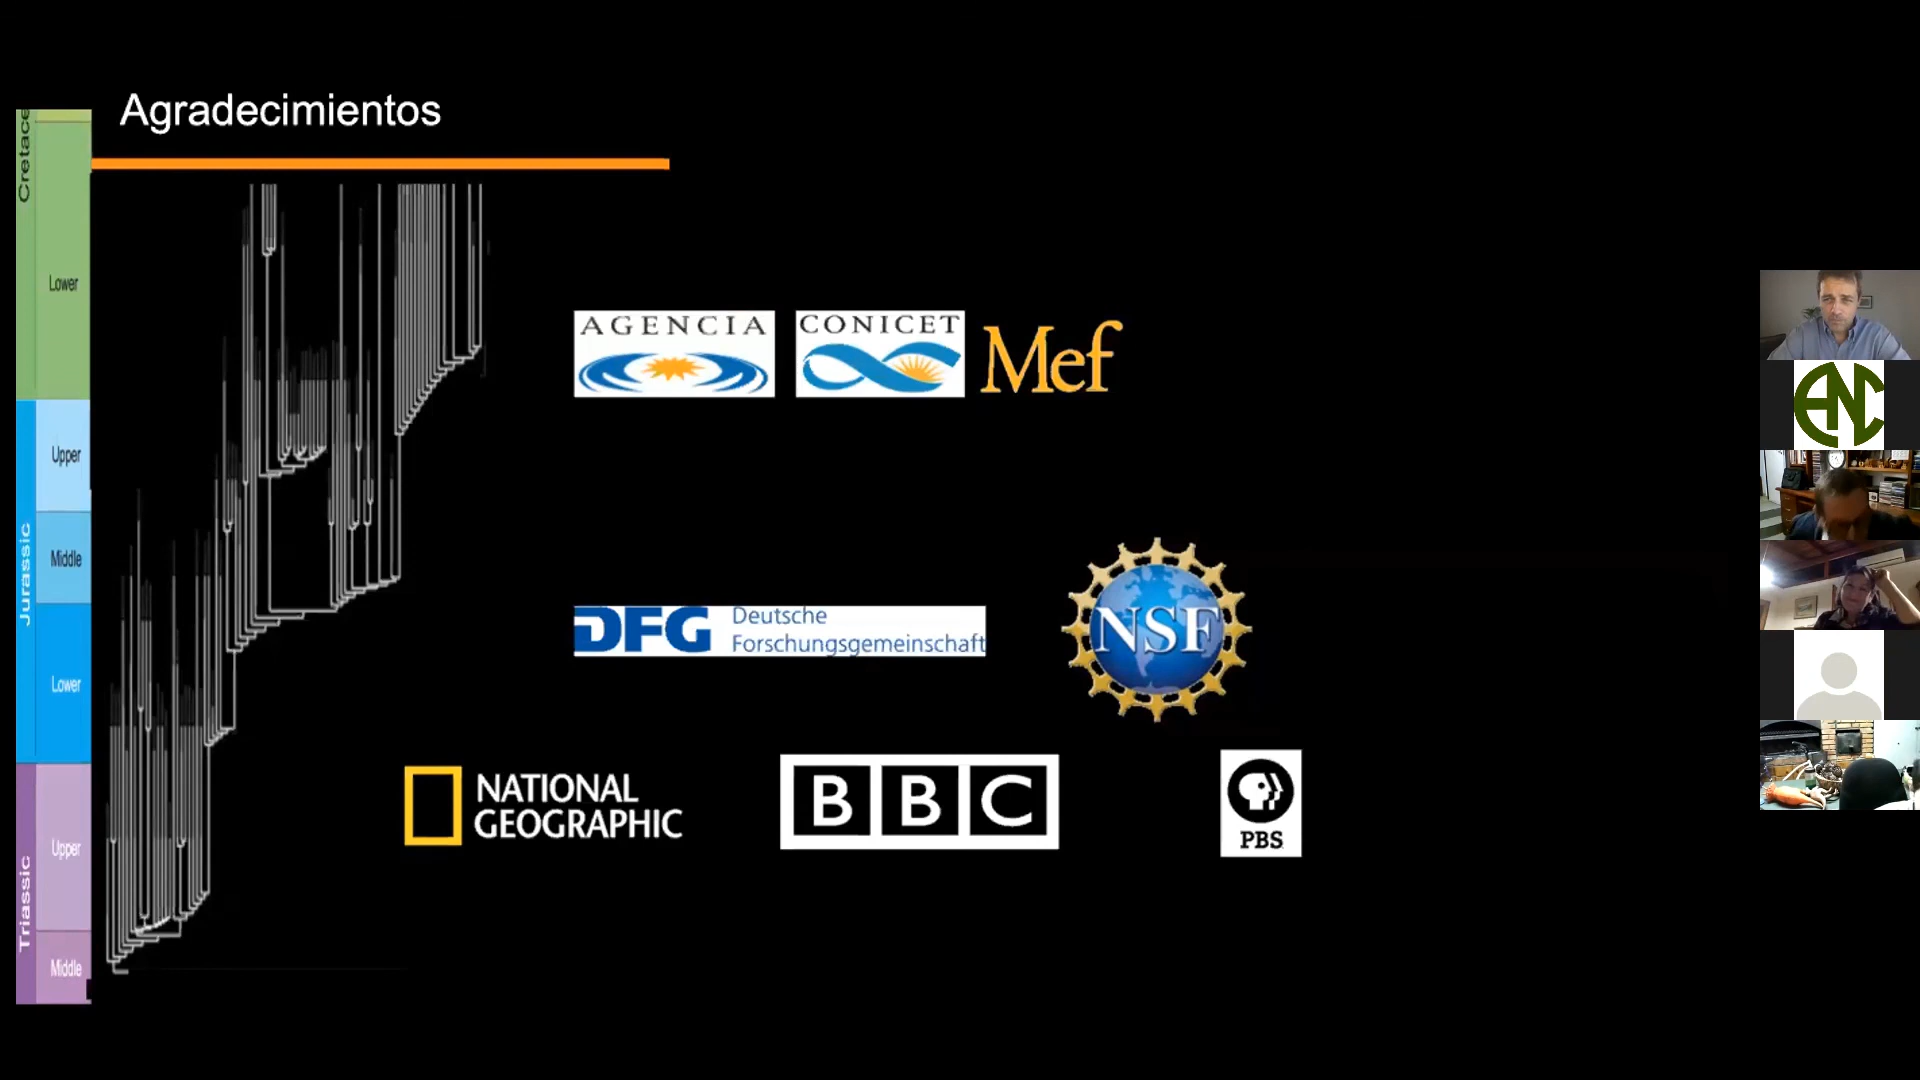 Agradecimientos
Cretace
Lower
Jurassic
Upper
Middle
Lower
Triassic
Upper
Middle
AGENCIA
CONICET
Mef
DFG Deutsche
Forschungsgemeinschaft
NSF
NATIONAL
GEOGRAPHIC
BBC
PBS
ANC